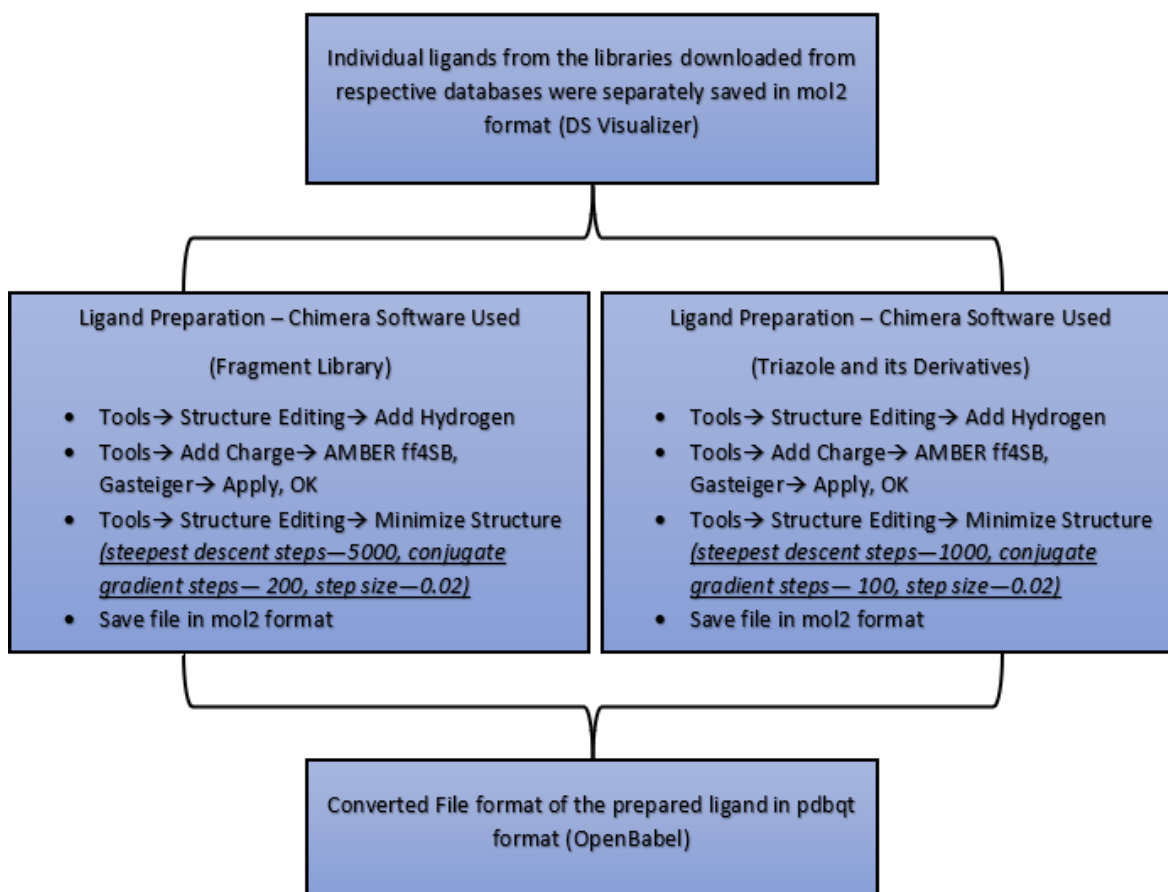 Individual ligands from the libraries downloaded from
respective databases were separately saved in mol2
format (DS Visualizer)
Ligand Preparation – Chimera Software Used
(Fragment Library)
• Tools→ Structure Editing→ Add Hydrogen
• Tools→ Add Charge→ AMBER ff4SB,
Gasteiger→ Apply, OK
• Tools→ Structure Editing→ Minimize Structure
(steepest descent steps—5000, conjugate
gradient steps— 200, step size—0.02)
• Save file in mol2 format
Ligand Preparation – Chimera Software Used
(Triazole and its Derivatives)
• Tools→ Structure Editing→ Add Hydrogen
• Tools→ Add Charge→ AMBER ff4SB,
Gasteiger→ Apply, OK
• Tools→ Structure Editing→ Minimize Structure
(steepest descent steps—1000, conjugate
gradient steps— 100, step size—0.02)
• Save file in mol2 format
Converted File format of the prepared ligand in pdbqt
format (OpenBabel)